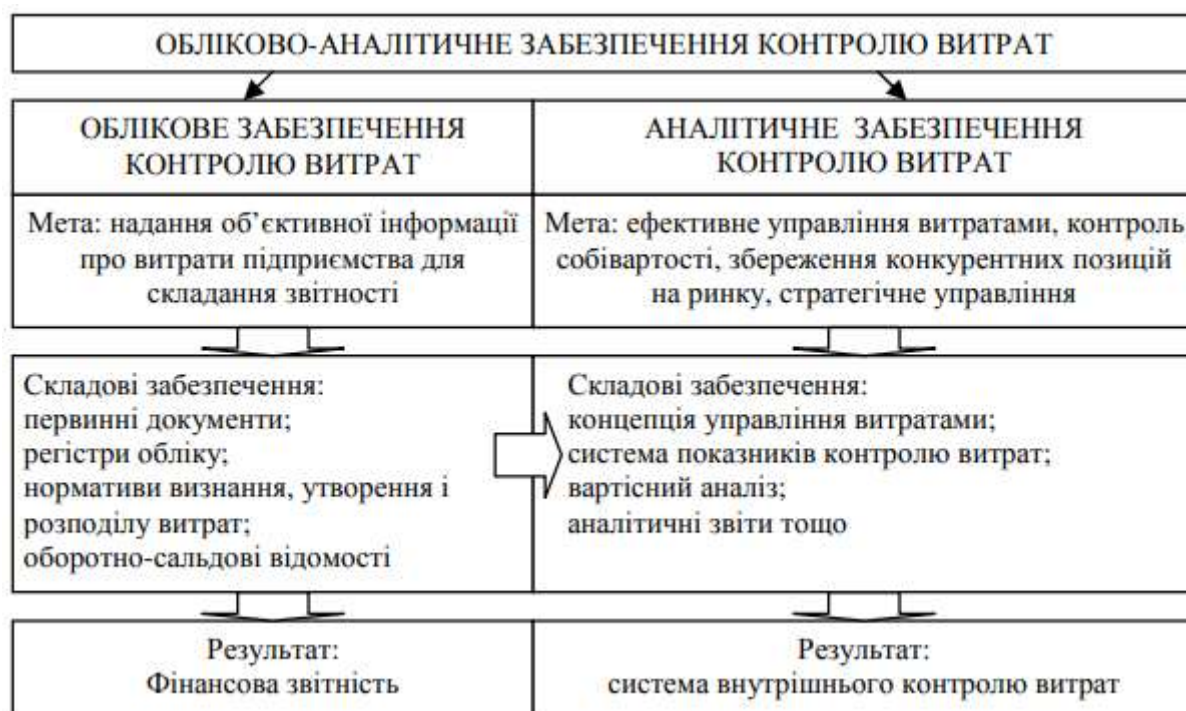 ОБЛІКОВО-АНАЛІТИЧНЕ ЗАБЕЗПЕЧЕННЯ КОНТРОЛЮ ВИТРАТ
ОБЛІКОВЕ ЗАБЕЗПЕЧЕННЯ
КОНТРОЛЮ ВИТРАТ
АНАЛІТИЧНЕ ЗАБЕЗПЕЧЕННЯ
КОНТРОЛЮ ВИТРАТ
Мета: надання об’єктивної інформації
про витрати підприємства для
складання звітності
Мета: ефективне управління витратами, контроль
собівартості, збереження конкурентних позицій
на ринку, стратегічне управління
Складові забезпечення:
первинні документи;
регістри обліку;
нормативи визнання, утворення і
розподілу витрат;
оборотно-сальдові відомості
Складові забезпечення:
концепція управління витратами;
система показників контролю витрат;
вартісний аналіз;
аналітичні звіти тощо
Результат:
Фінансова звітність
Результат:
система внутрішнього контролю витрат